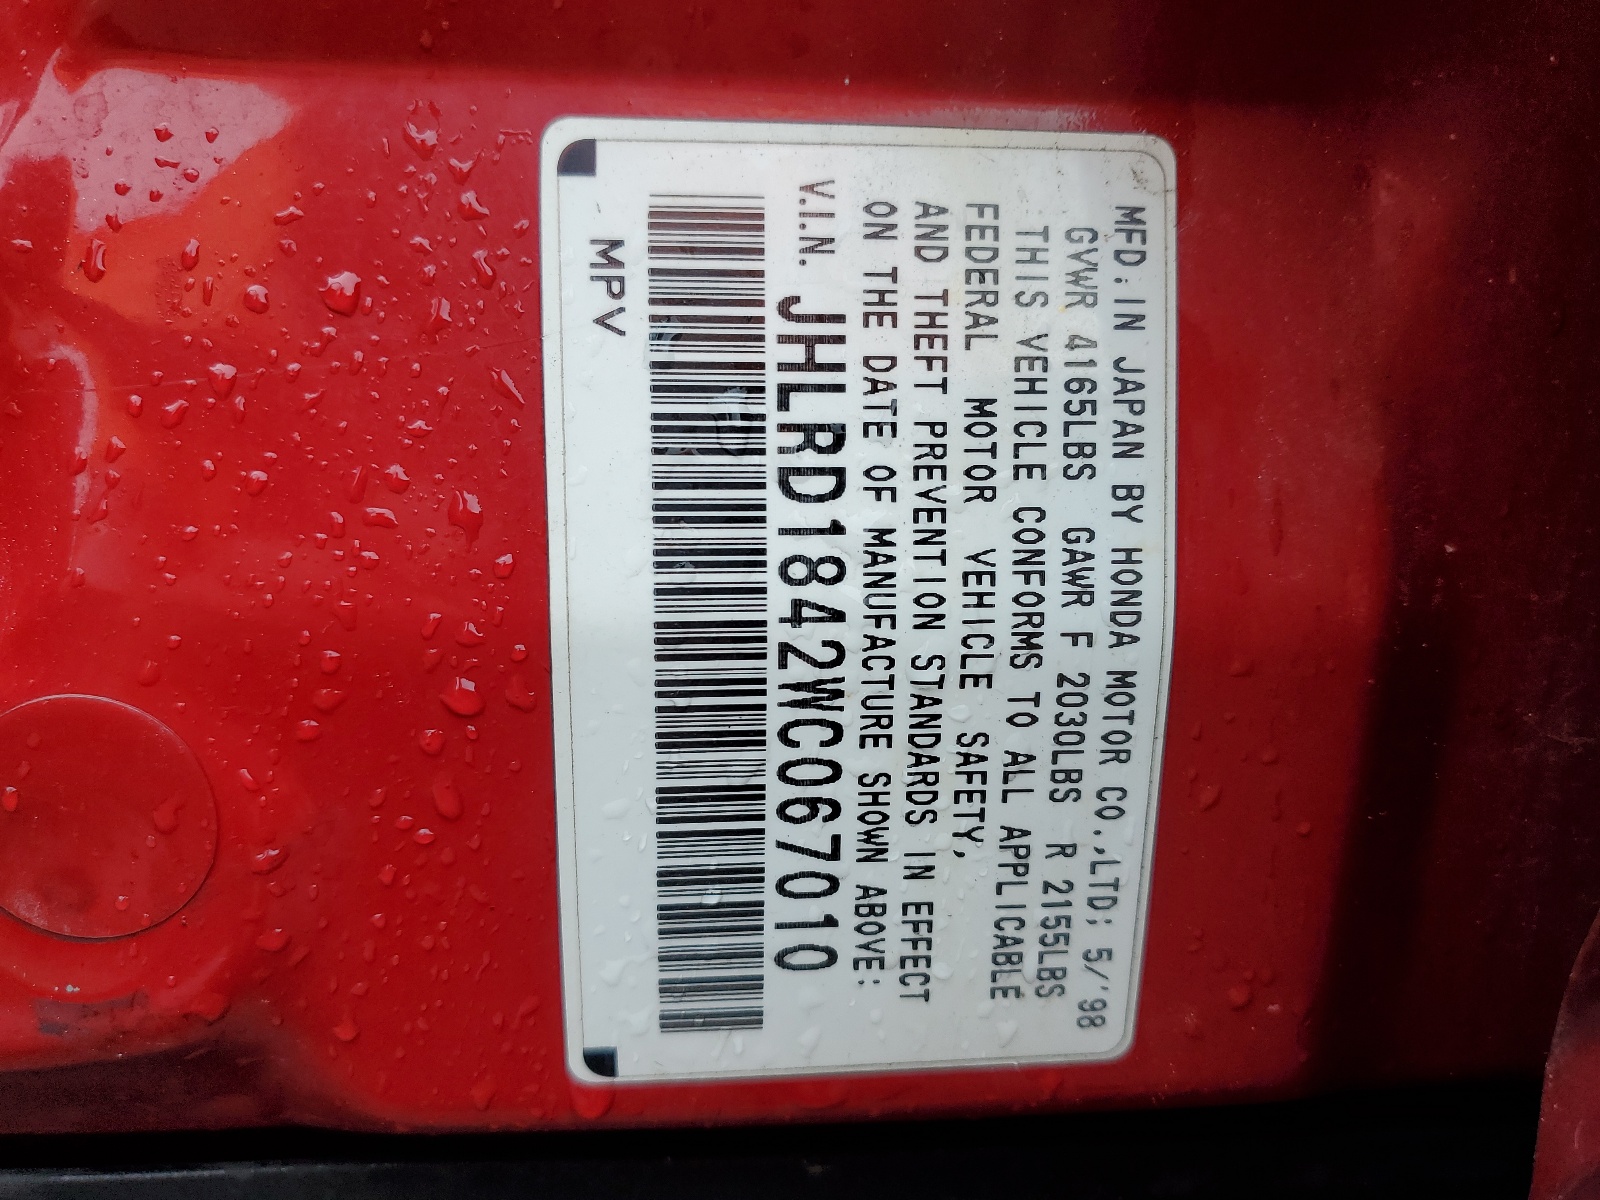 MFD. IN JAPAN BY HONDA MOTOR CO.,LTD; 5/'98
GVWR 4165LBS GAWR F 2030LBS R 2155LBS
THIS VEHICLE CONFORMS TO ALL APPLICABLE
FEDERAL MOTOR VEHICLE SAFETY,
AND THEFT PREVENTION STANDARDS IN EFFECT
ON THE DATE OF MANUFACTURE SHOWN ABOVE:
V.I.N. JHLRD1842WC067010
MPV